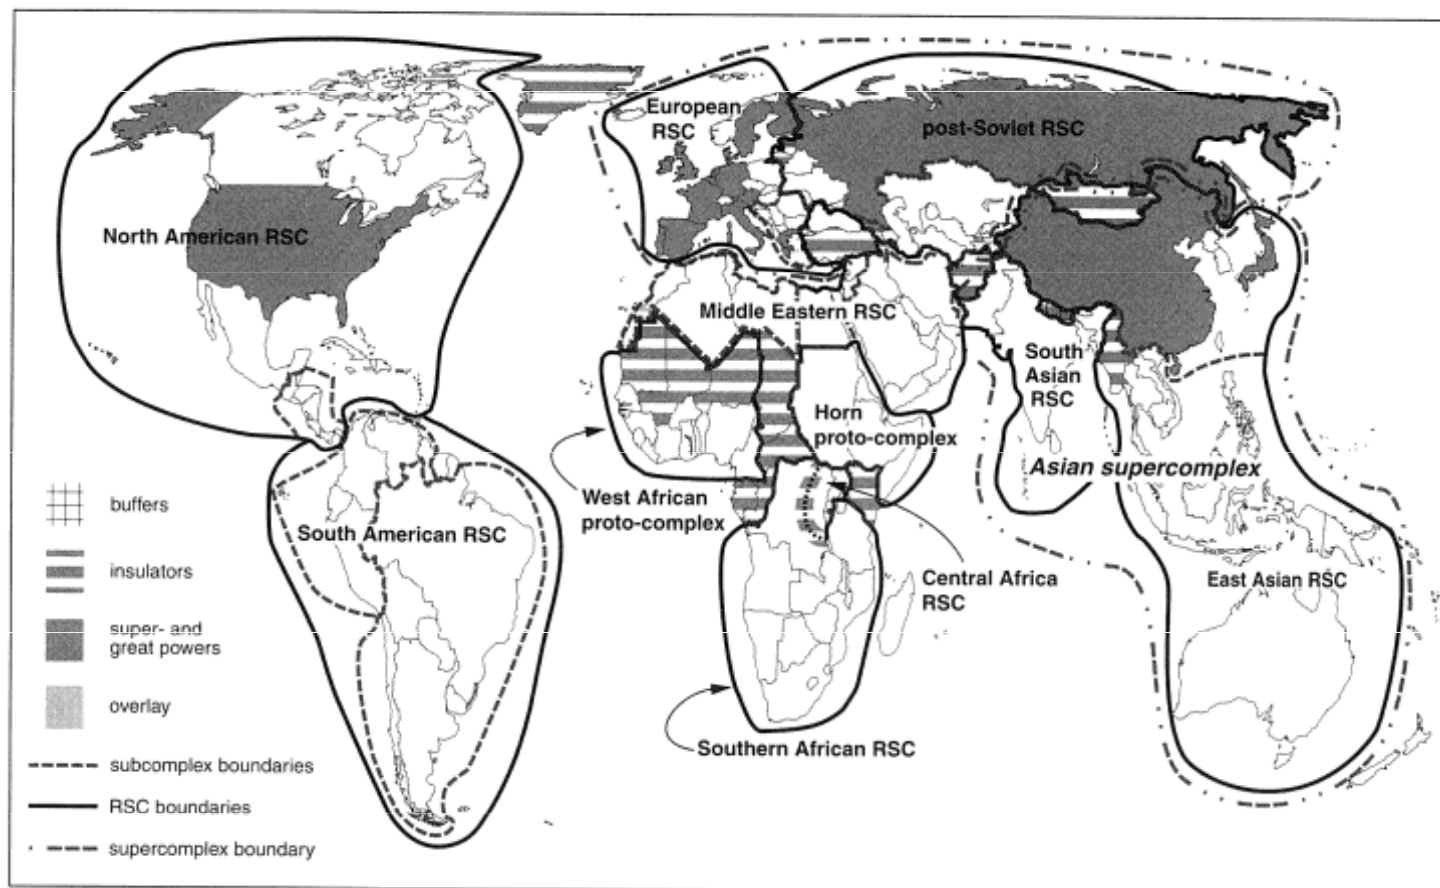 North American RSC
European
RSC
post-Soviet RSC
Middle Eastern RSC
South
Asian
RSC
Horn
proto-complex
Asian supercomplex
West African
proto-complex
South American RSC
Central Africa
RSC
East Asian RSC
Southern African RSC
buffers
insulators
super- and
great powers
overlay
subcomplex boundaries
RSC boundaries
supercomplex boundary